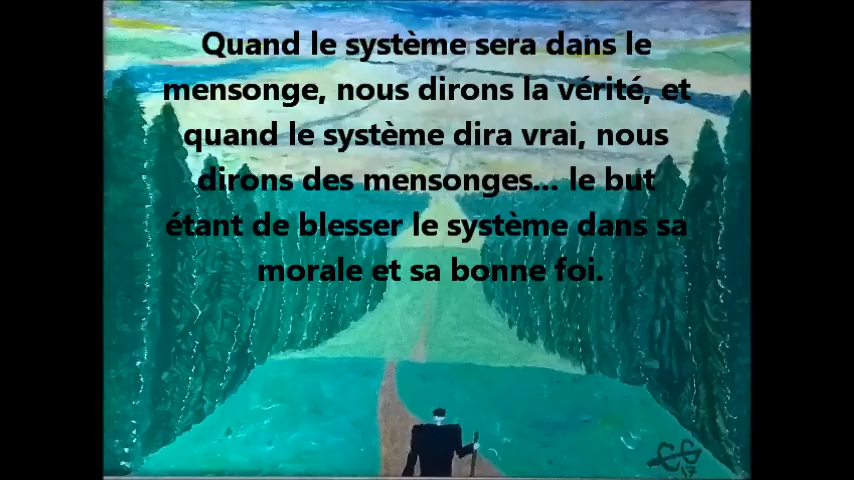 Quand le système sera dans le
mensonge, nous dirons la vérité, et
quand le système dira vrai, nous
dirons des mensonges... le but
étant de blesser le système dans sa
morale et sa bonne foi.
17